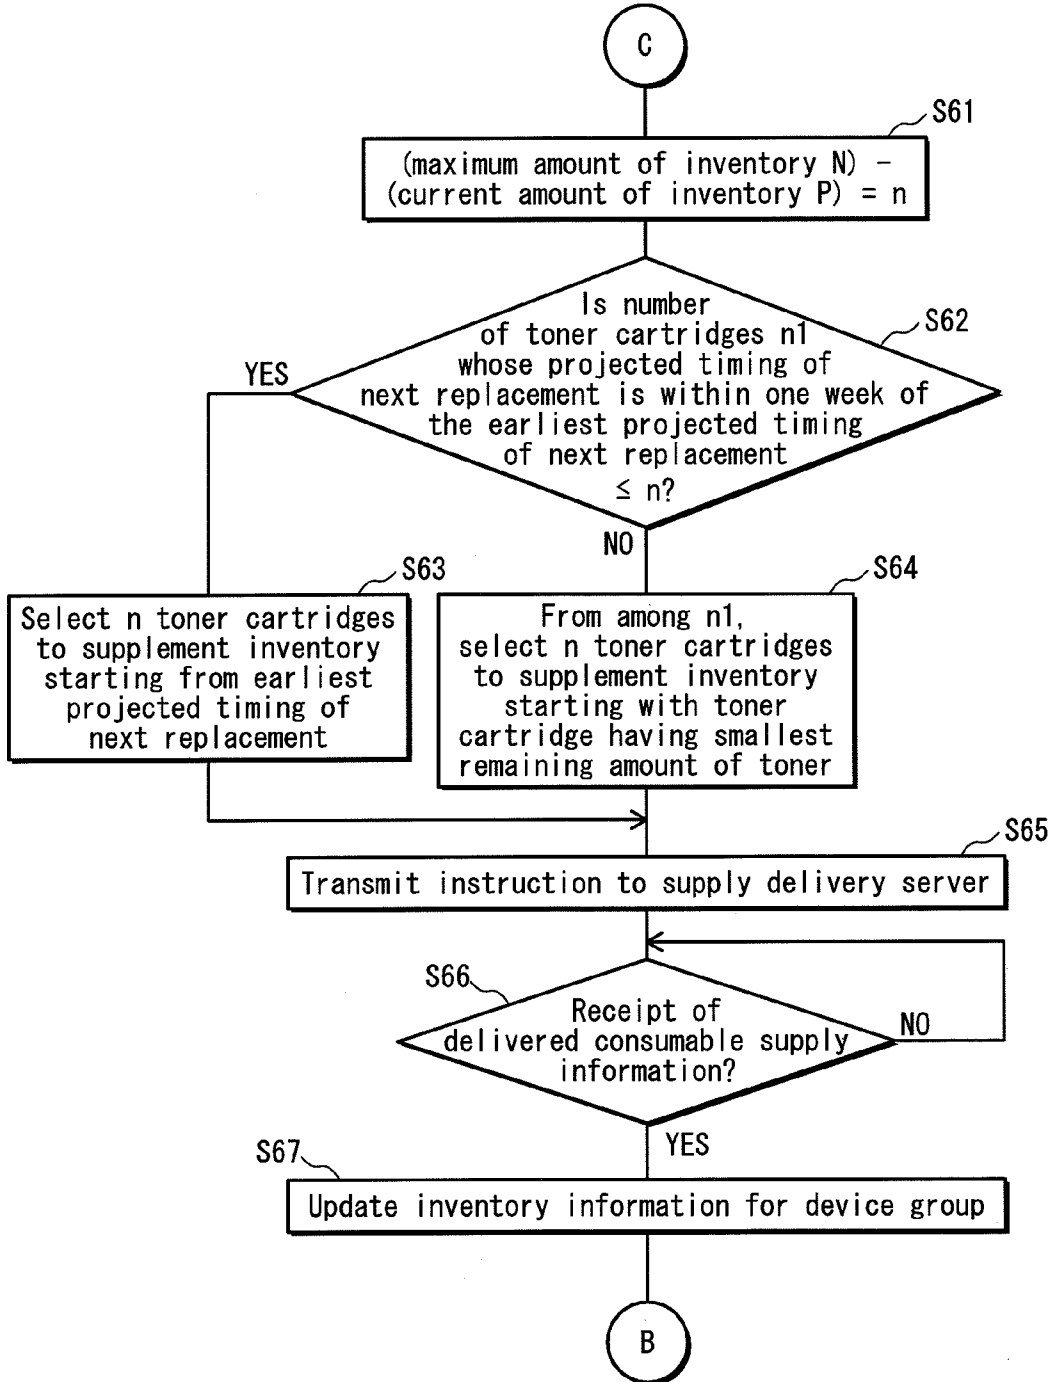 C
S61
(maximum amount of inventory N) –
(current amount of inventory P) = n
Is number
of toner cartridges n1
whose projected timing of
next replacement is within one week of
the earliest projected timing
of next replacement
≤ n?
S62
YES
NO
S63
Select n toner cartridges
to supplement inventory
starting from earliest
projected timing of
next replacement
S64
From among n1,
select n toner cartridges
to supplement inventory
starting with toner
cartridge having smallest
remaining amount of toner
S65
Transmit instruction to supply delivery server
S66
Receipt of
delivered consumable supply
information?
NO
YES
S67
Update inventory information for device group
B